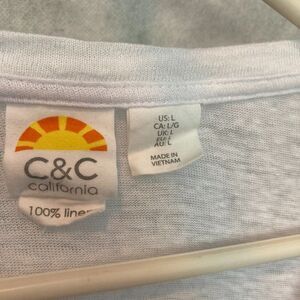 C&C
california
100% linen
US: L
CA: L/G
UK: L
EU: L
AU: L
MADE IN
VIETNAM